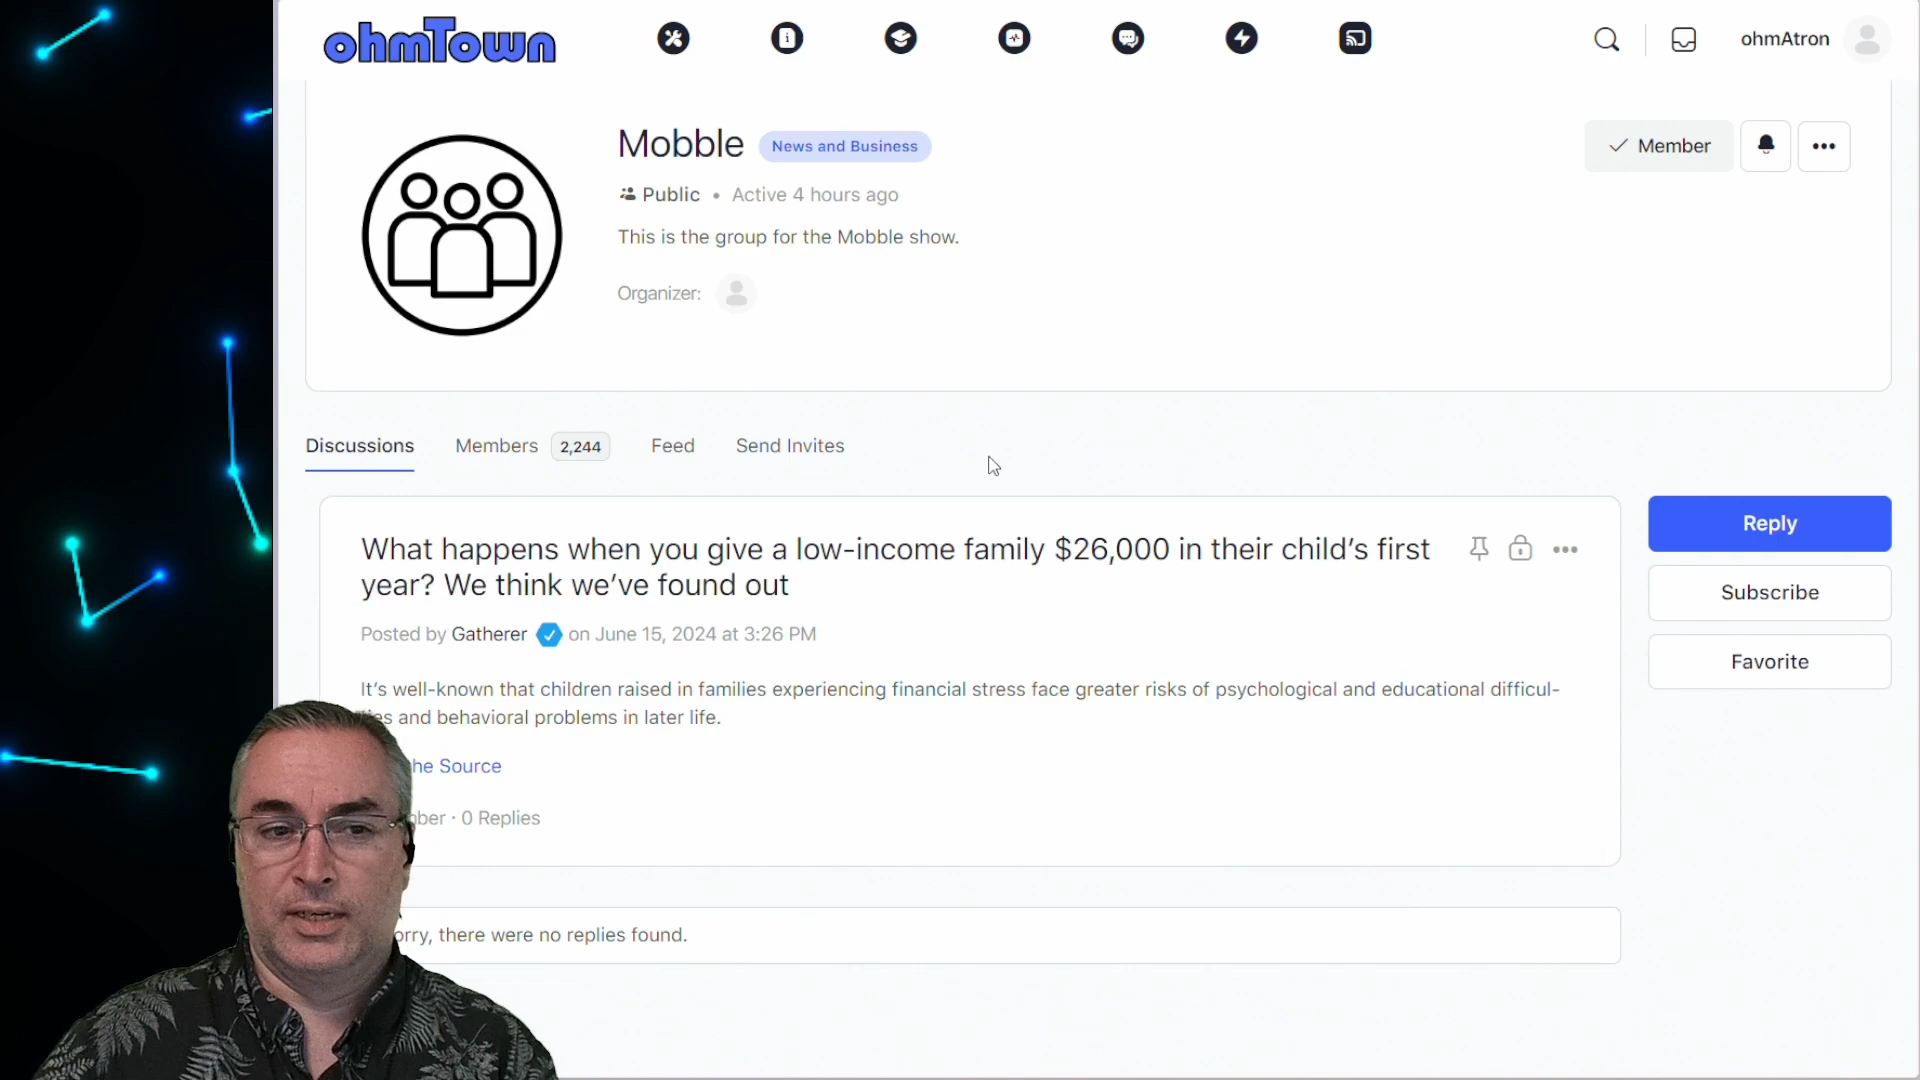 ohmTown
ohmAtron
Mobble News and Business
Member
Public • Active 4 hours ago
This is the group for the Mobble show.
Organizer:
Discussions Members 2,244 Feed Send Invites
What happens when you give a low-income family $26,000 in their child’s first
year? We think we’ve found out
Posted by Gatherer on June 15, 2024 at 3:26 PM
It’s well-known that children raised in families experiencing financial stress face greater risks of psychological and educational difficul-
and behavioral problems in later life.
Source
0 Replies
there were no replies found.
Reply
Subscribe
Favorite